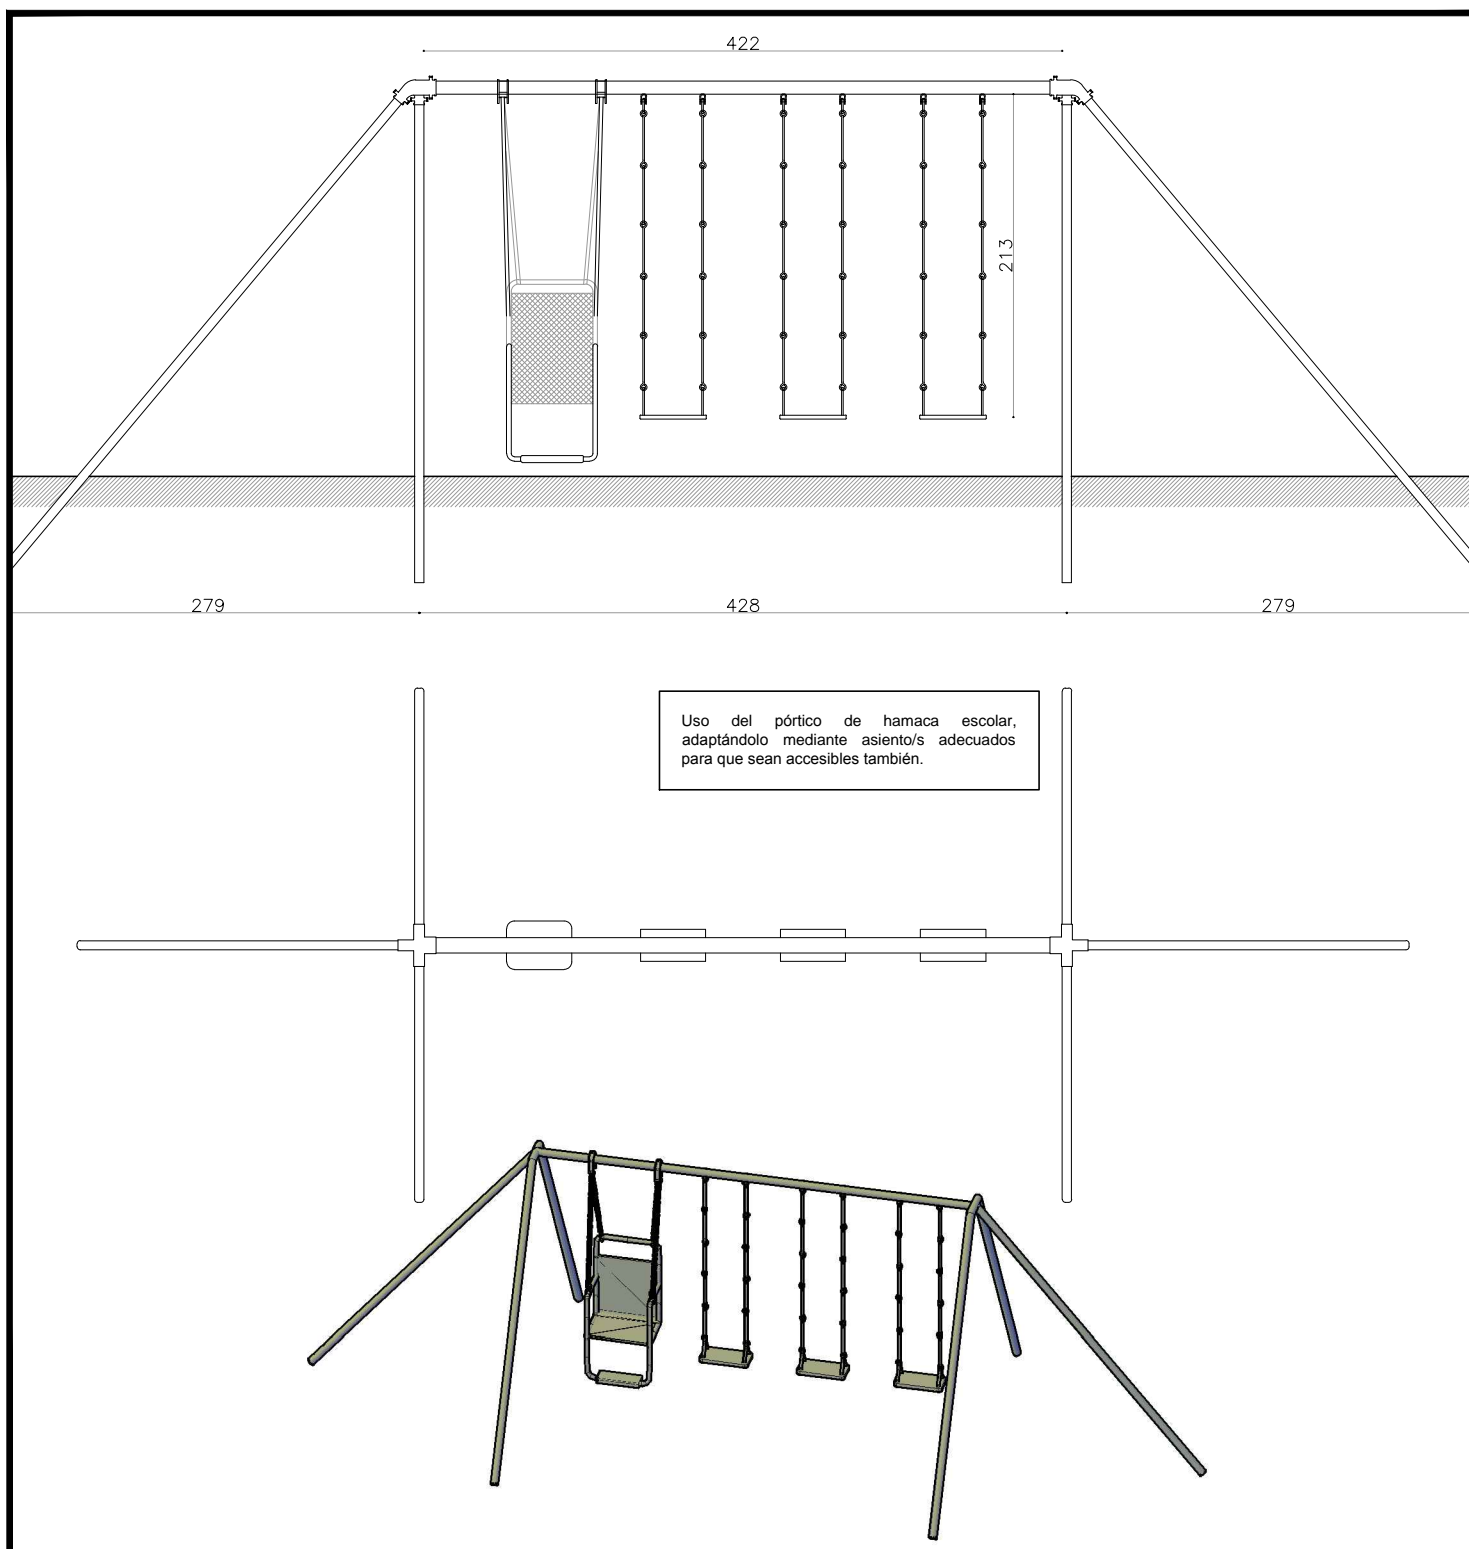 422
213
279
428
279
Uso del pórtico de hamaca escolar,
adaptándolo mediante asiento/s adecuados
para que sean accesibles también.